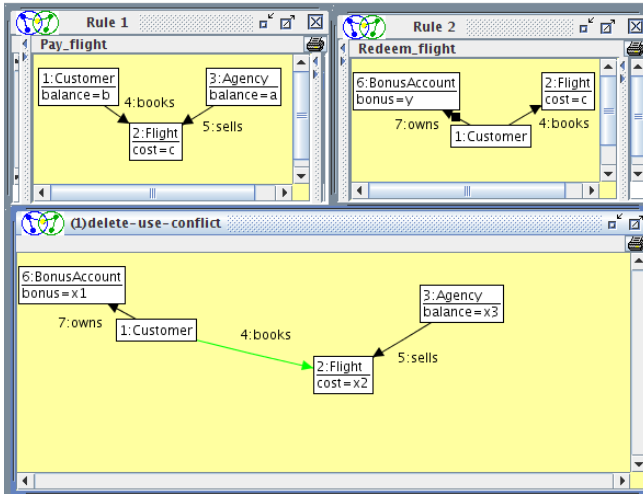 Rule 1
Pay_flight
1:Customer
balance=b
3:Agency
balance=a
4:books
5:sells
2:Flight
cost=c
Rule 2
Redeem_flight
6:BonusAccount
bonus=y
2:Flight
cost=c
7:owns
1:Customer
4:books
(1)delete-use-conflict
6:BonusAccount
bonus=x1
3:Agency
balance=x3
7:owns
1:Customer
4:books
5:sells
2:Flight
cost=x2